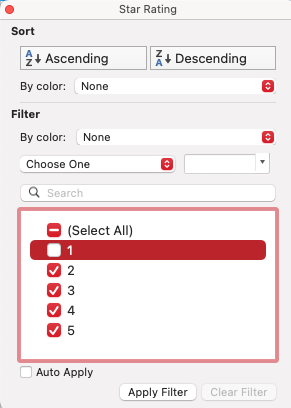 Star Rating
Sort
A Z Ascending
Z A Descending
By color: None
Filter
By color: None
Choose One
Search
(Select All)
1
2
3
4
5
Auto Apply
Apply Filter Clear Filter